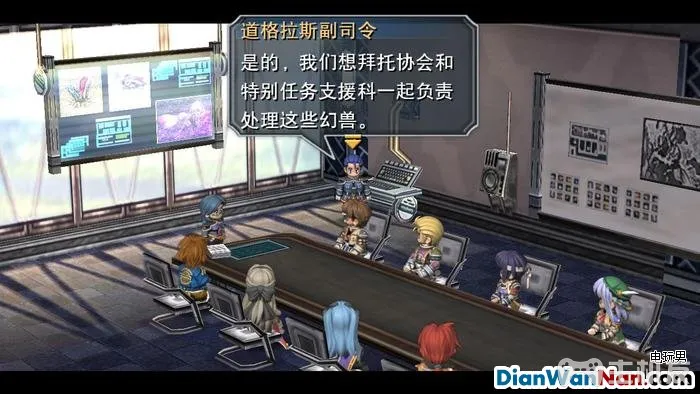 道格拉斯副司令
是的，我们想拜托协会和
特别任务支援科一起负责
处理这些幻兽。
电玩男
DianWanNan.com